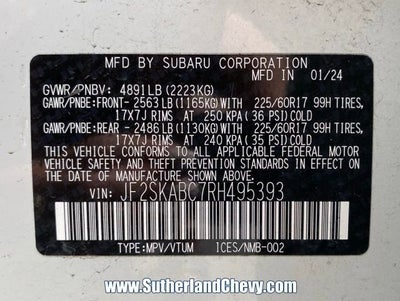 MFD BY SUBARU CORPORATION
GVWR/PNBV: 4891LB (2223KG) IN 01/24
GAWR/PNBE:FRONT- 2563 LB (1165KG)WITH 225/60R17 99H TIRES,
17X7J RIMS AT 250 KPA( 36 PSI)COLD
GAWR/PNBE:REAR - 2486 LB (1130KG)WITH 225/60R17 99H TIRES,
17X7J RIMS AT 240 KPA( 35 PSI)COLD
THIS VEHICLE CONFORMS TO ALL APPLICABLE FEDERAL MOTOR
VEHICLE SAFETY AND BUMPER STANDARDS IN EFFECT ON THE
DATE OF MANUFACTURE SHOWN ABOVE.
VIN: JF2SKABC7RH495393
TYPE:MPV/VTUM ICES/NMB-002
www.SutherlandChevy.com